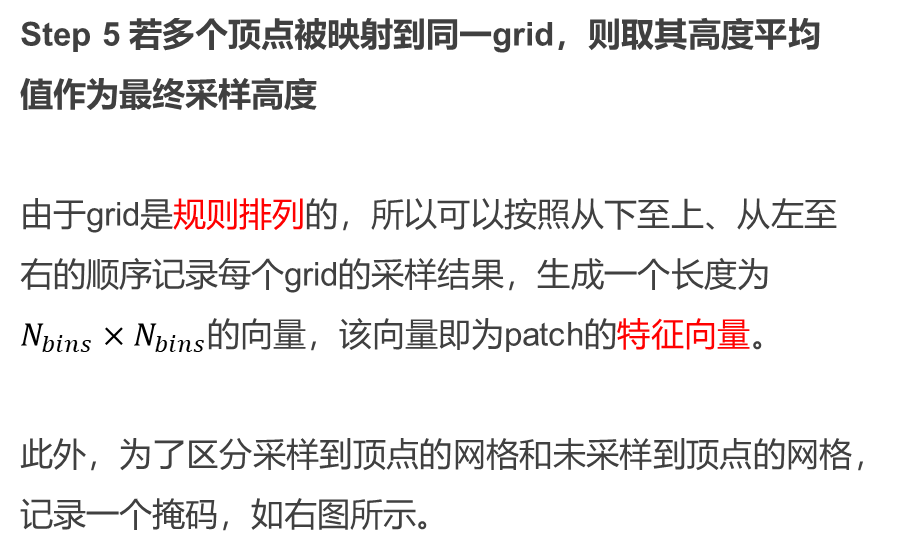 Step 5 若多个顶点被映射到同一grid，则取其高度平均
值作为最终采样高度
由于grid是规则排列的，所以可以按照从下至上、从左至
右的顺序记录每个grid的采样结果，生成一个长度为
$N_{bins} \times N_{bins}$的向量，该向量即为patch的特征向量。
此外，为了区分采样到顶点的网格和未采样到顶点的网格，
记录一个掩码，如右图所示。